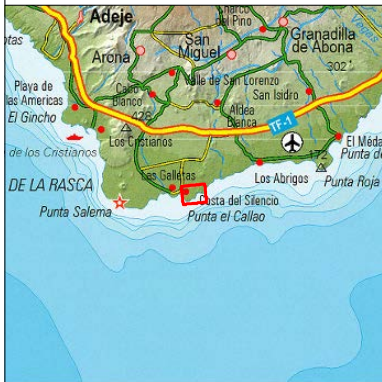 Adeje
del Pino
Granadilla
de Abona
San
Miguel
Arona
302
Playa de
las Americas
El Gincho
Cabo
Blanco
Valle de San Lorenzo
San Isidro
Aldea
Blanca
428
TF-1
Los Cristianos
de los Cristianos
El Méda
Punta de
172
DE LA RASCA
Las Galletas
Los Abrigos
Punta Roja
Punta Salema
Costa del Silencio
Punta el Callao